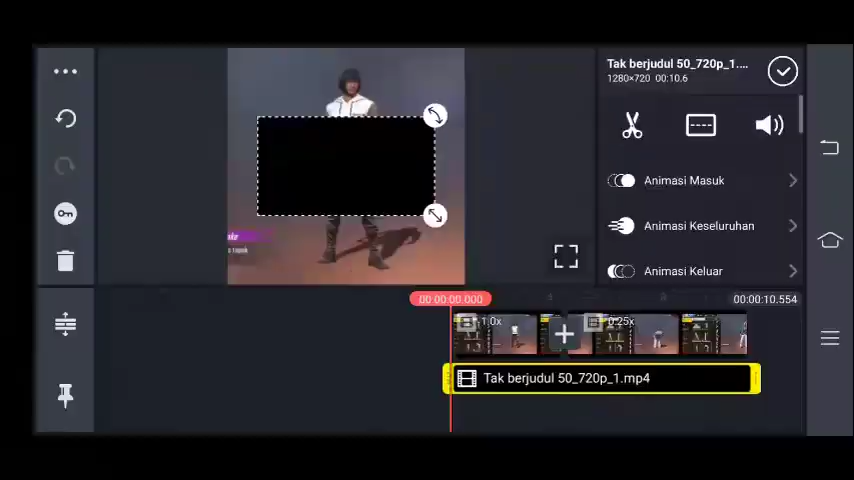 Tak berjudul 50_720p_1....
1280×720 00:10.6
Animasi Masuk
Animasi Keseluruhan
Animasi Keluar
00:00:00.000
00:00:10.554
1.0x
0.25x
Tak berjudul 50_720p_1.mp4